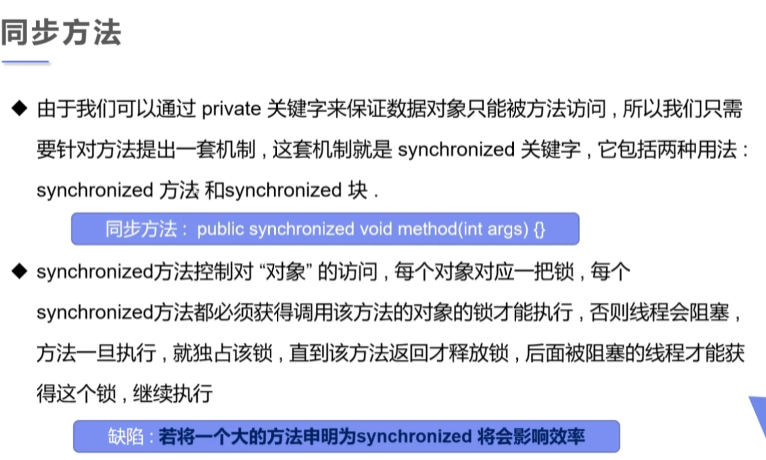 同步方法
◆ 由于我们可以通过 private 关键字来保证数据对象只能被方法访问 , 所以我们只需
要针对方法提出一套机制 , 这套机制就是 synchronized 关键字 , 它包括两种用法 :
synchronized 方法 和synchronized 块 .
同步方法 : public synchronized void method(int args) {}
◆ synchronized方法控制对 “对象” 的访问 , 每个对象对应一把锁 , 每个
synchronized方法都必须获得调用该方法的对象的锁才能执行 , 否则线程会阻塞 ,
方法一旦执行 , 就独占该锁 , 直到该方法返回才释放锁 , 后面被阻塞的线程才能获
得这个锁 , 继续执行
缺陷 : 若将一个大的方法申明为synchronized 将会影响效率